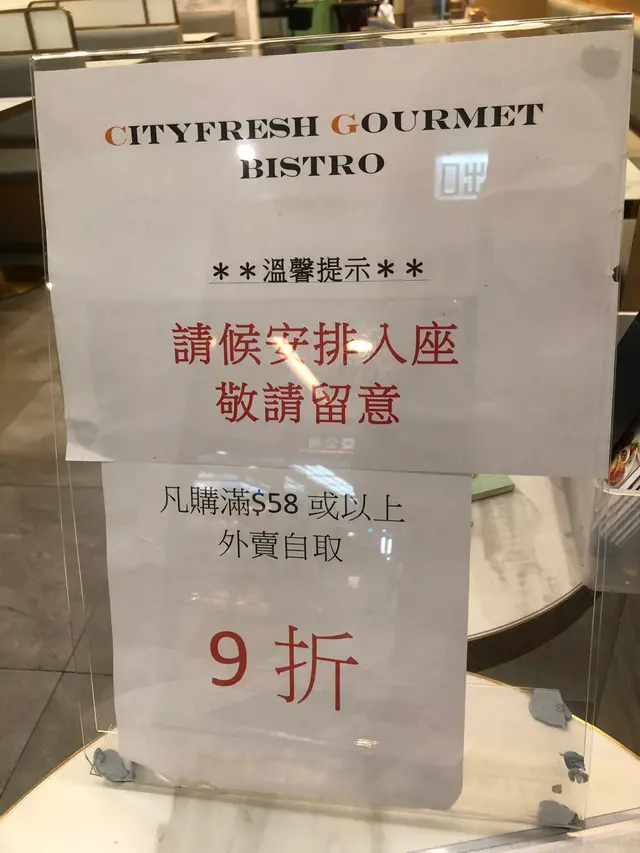 CITYFRESH GOURMET
BISTRO
**溫馨提示**
請候安排入座
敬請留意
凡購滿$58 或以上
外賣自取
9 折